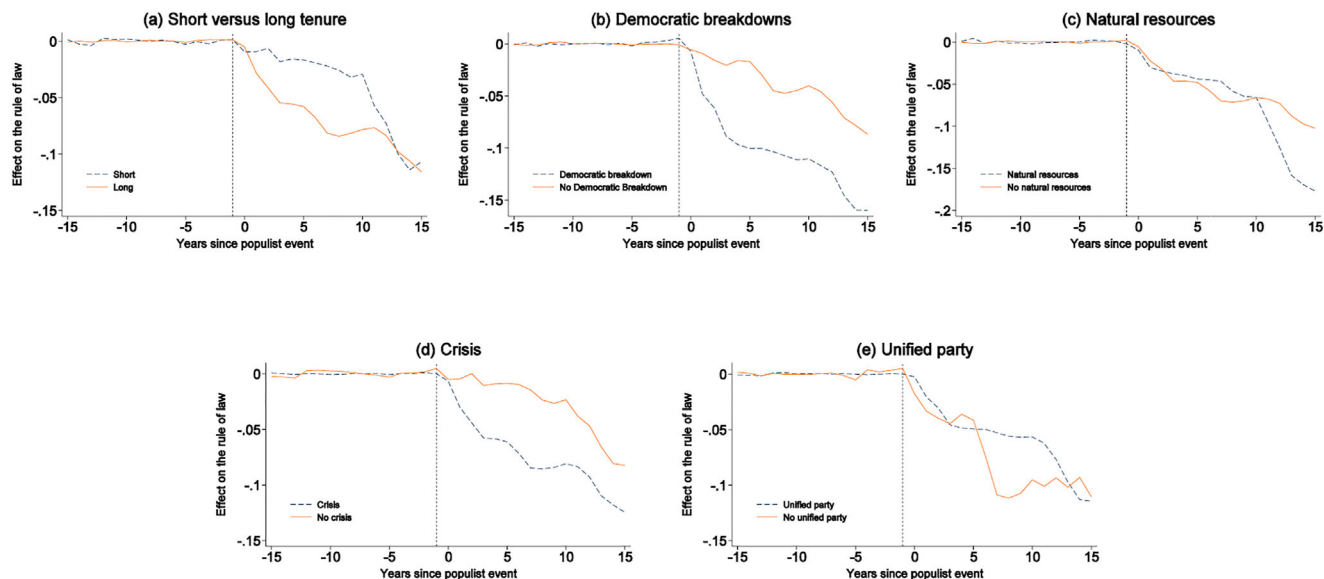 (a) Short versus long tenure
Effect on the rule of law
0
-.05
-.1
-.15
Short
Long
-15 -10 -5 0 5 10 15
Years since populist event
(b) Democratic breakdowns
Effect on the rule of law
0
-.05
-.1
-.15
Democratic breakdown
No Democratic Breakdown
-15 -10 -5 0 5 10 15
Years since populist event
(c) Natural resources
Effect on the rule of law
0
-.05
-.1
-.15
-.2
Natural resources
No natural resources
-15 -10 -5 0 5 10 15
Years since populist event
(d) Crisis
Effect on the rule of law
0
-.05
-.1
-.15
Crisis
No crisis
-15 -10 -5 0 5 10 15
Years since populist event
(e) Unified party
Effect on the rule of law
0
-.05
-.1
-.15
Unified party
No unified party
-15 -10 -5 0 5 10 15
Years since populist event